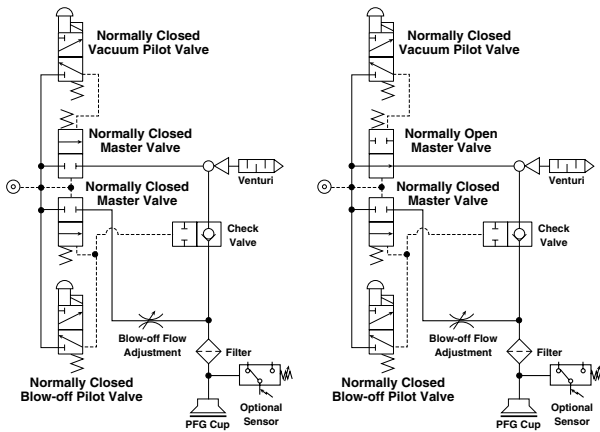 Normally Closed
Vacuum Pilot Valve
Normally Closed
Master Valve
Normally Closed
Master Valve
Venturi
Check
Valve
Blow-off Flow
Adjustment
Filter
Normally Closed
Blow-off Pilot Valve
PFG Cup
Optional
Sensor
Normally Closed
Vacuum Pilot Valve
Normally Open
Master Valve
Normally Closed
Master Valve
Venturi
Check
Valve
Blow-off Flow
Adjustment
Filter
Normally Closed
Blow-off Pilot Valve
PFG Cup
Optional
Sensor